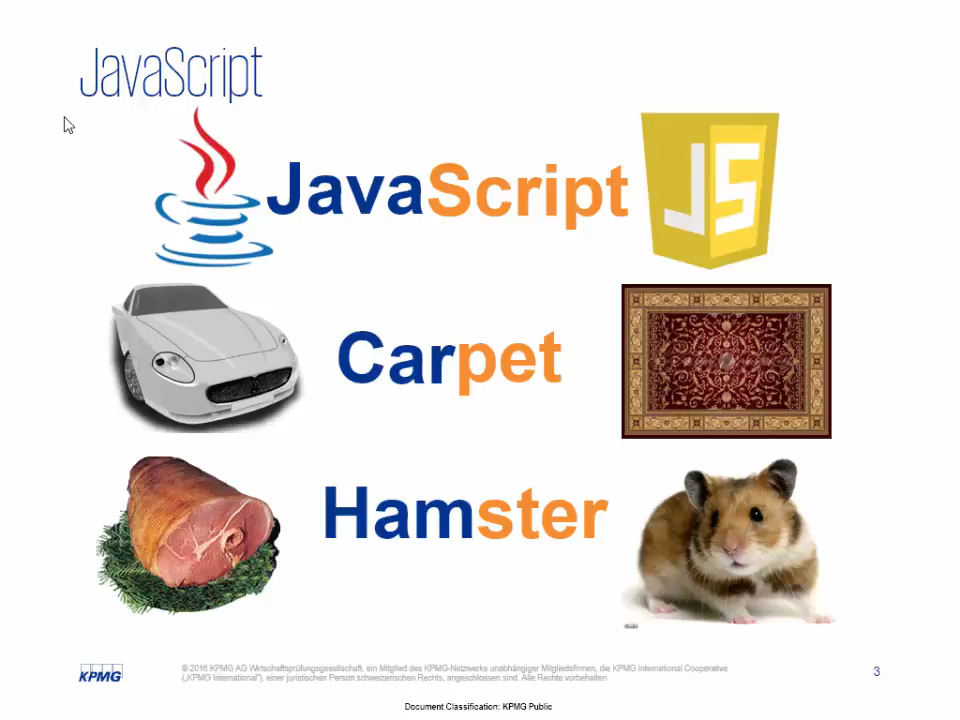 JavaScript
JavaScript
JS
Carpet
Hamster
KPMG
© 2016 KPMG AG Wirtschaftsprüfungsgesellschaft, ein Mitglied des KPMG-Netzwerks unabhängiger Mitgliedsfirmen, die KPMG International Cooperative
(„KPMG International“), einer juristischen Person schweizerischen Rechts, angeschlossen sind. Alle Rechte vorbehalten.
3
Document Classification: KPMG Public